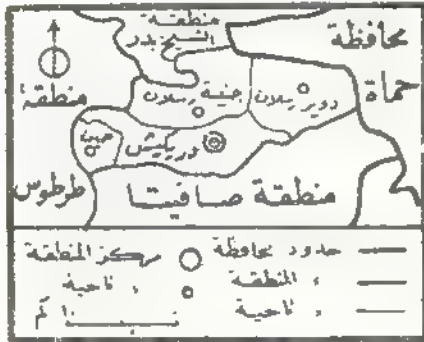 منطقة
الشيخ بدر
محافظة
حماة
منطقة
طرطوس
جنينة رسلان
دوير رسلان
دريكيش
منطقة صافيتا
حدود محافظة
، المنطقة
، ناحية
مركز المنطقة
، ناحية